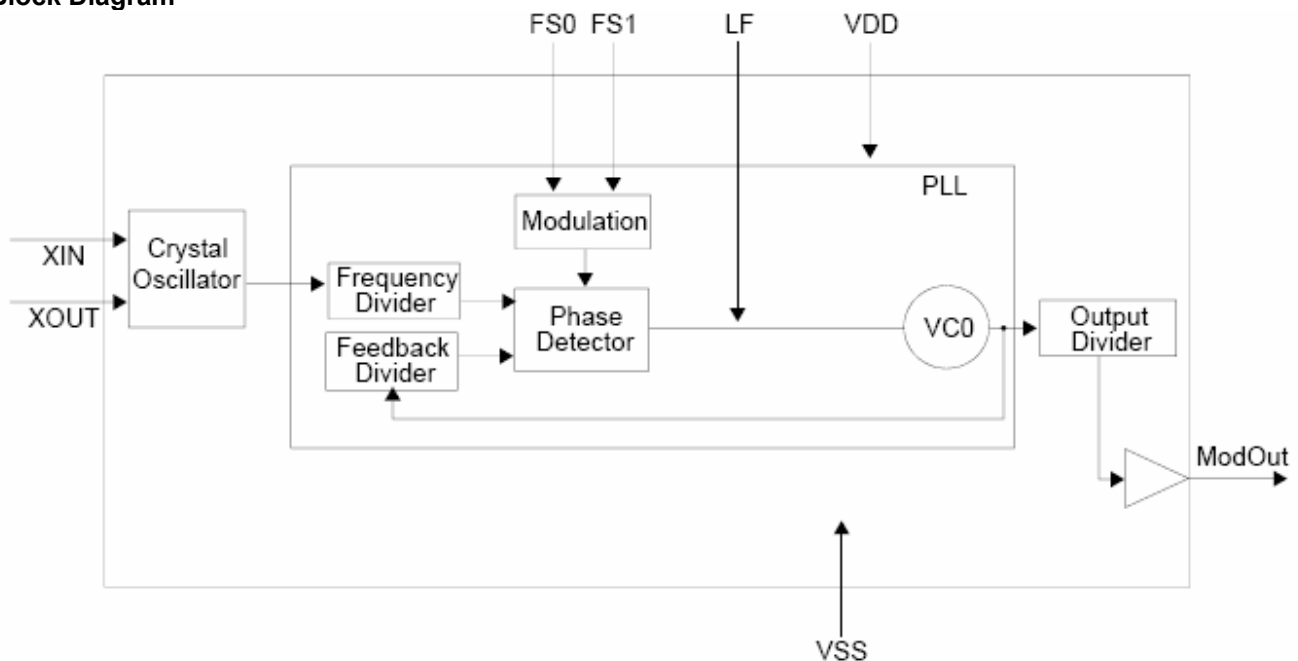 Block Diagram
FS0 FS1 LF VDD
PLL
Modulation
XIN
Crystal
Oscillator
XOUT
Frequency
Divider
Phase
Detector
Feedback
Divider
VC0
Output
Divider
ModOut
VSS